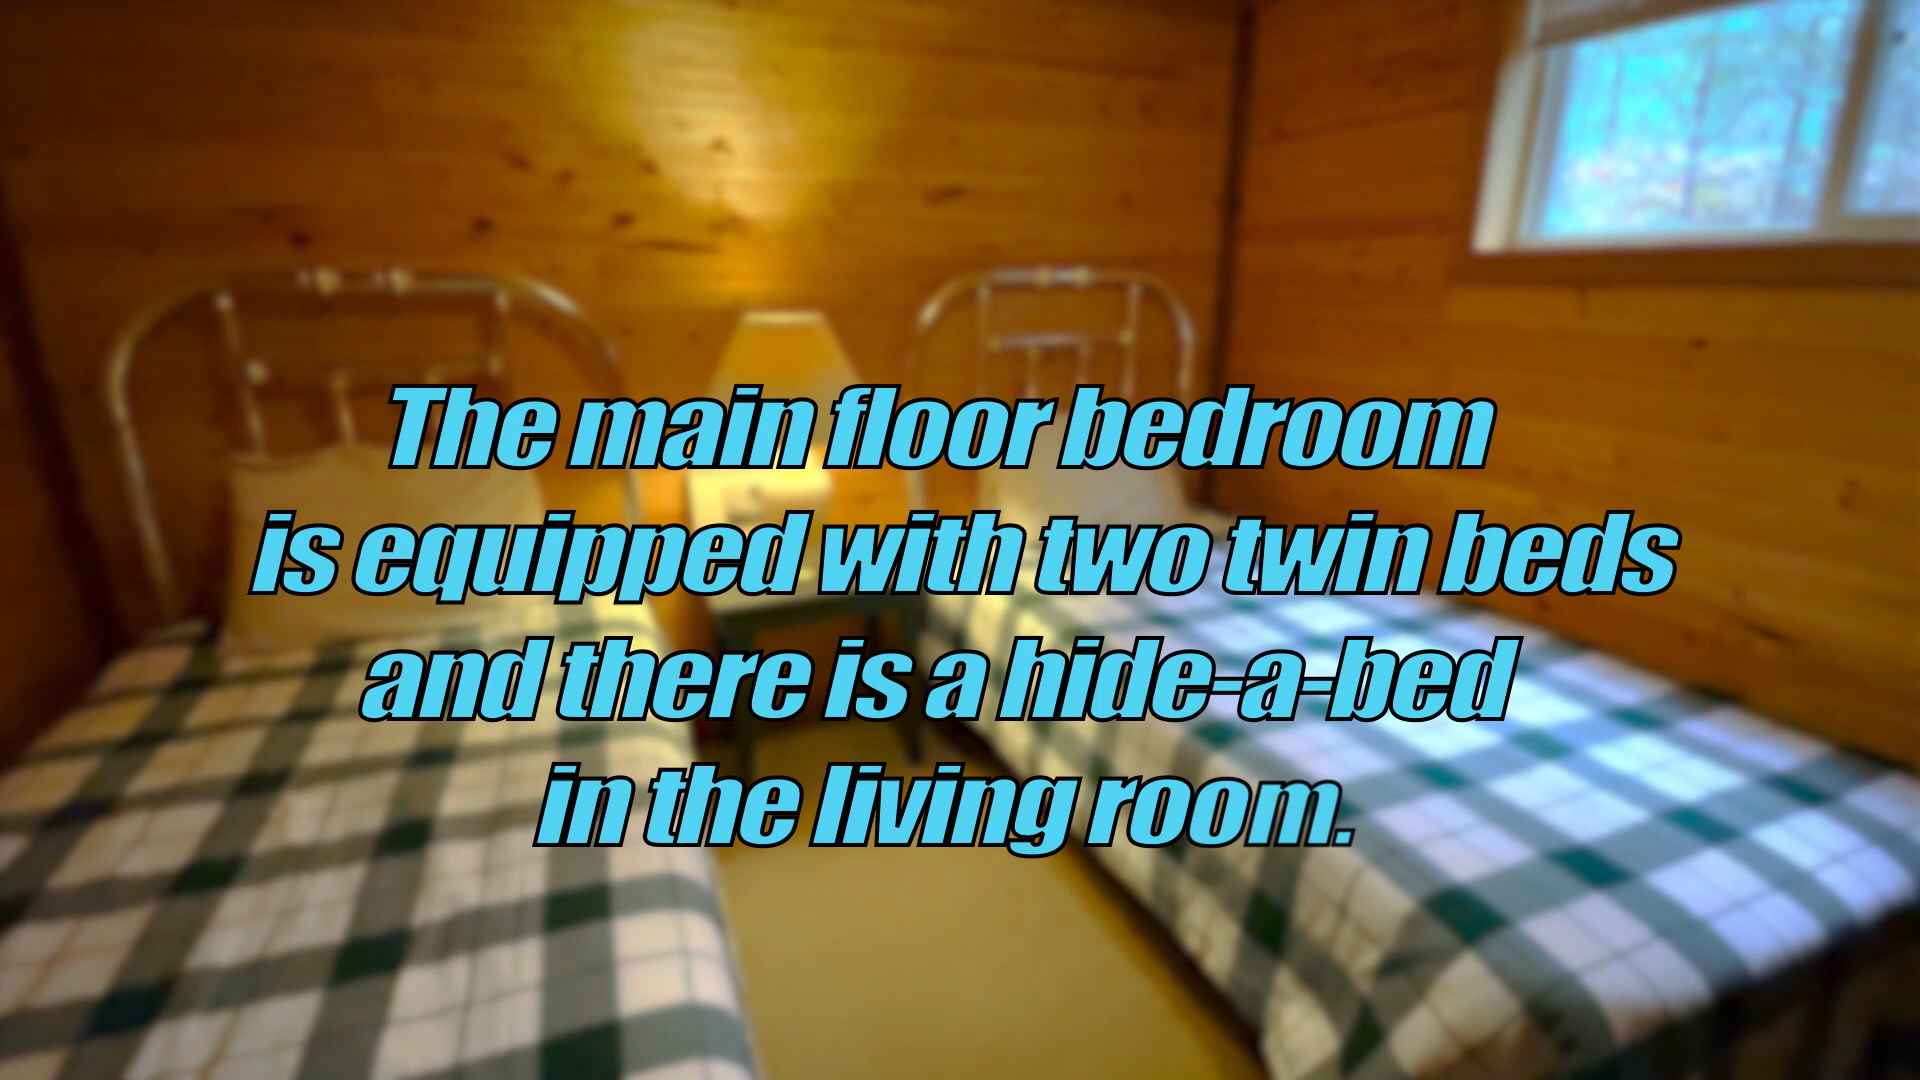 The main floor bedroom
is equipped with two twin beds
and there is a hide-a-bed
in the living room.